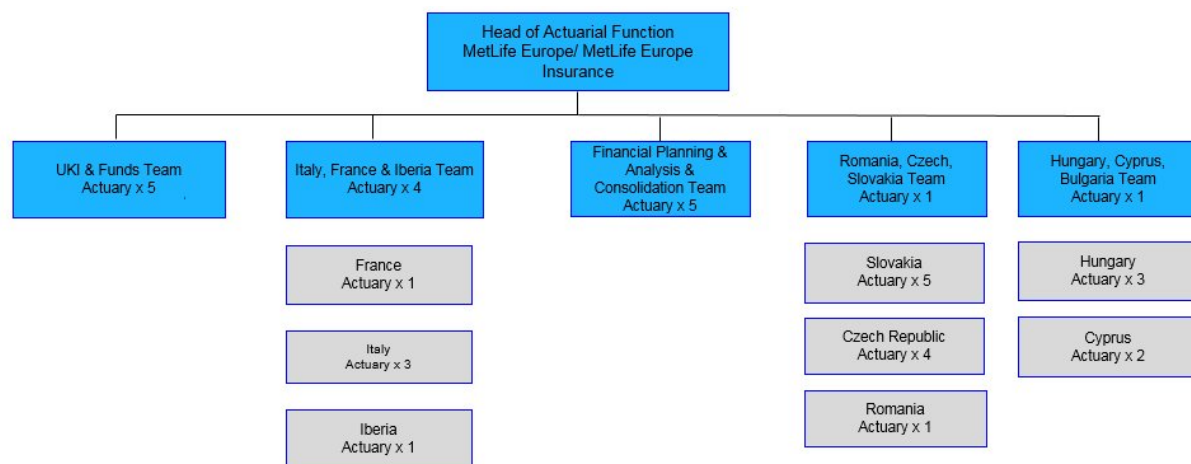 Head of Actuarial Function
MetLife Europe/ MetLife Europe
Insurance
UKI & Funds Team
Actuary x 5
Italy, France & Iberia Team
Actuary x 4
Financial Planning &
Analysis &
Consolidation Team
Actuary x 5
Romania, Czech,
Slovakia Team
Actuary x 1
Hungary, Cyprus,
Bulgaria Team
Actuary x 1
France
Actuary x 1
Italy
Actuary x 3
Iberia
Actuary x 1
Slovakia
Actuary x 5
Czech Republic
Actuary x 4
Romania
Actuary x 1
Hungary
Actuary x 3
Cyprus
Actuary x 2